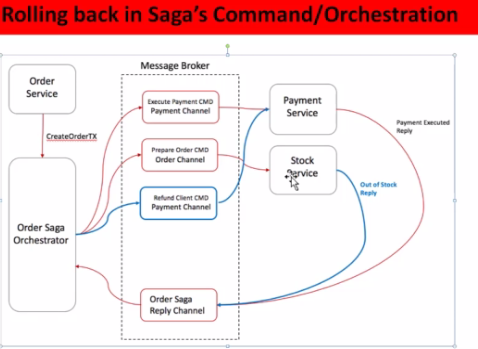 Rolling back in Saga's Command/Orchestration
Message Broker
Order
Service
CreateOrderTX
Order Saga
Orchestrator
Execute Payment CMD
Payment Channel
Prepare Order CMD
Order Channel
Refund Client CMD
Payment Channel
Order Saga
Reply Channel
Payment
Service
Stock
Service
Payment Executed
Reply
Out of Stock
Reply